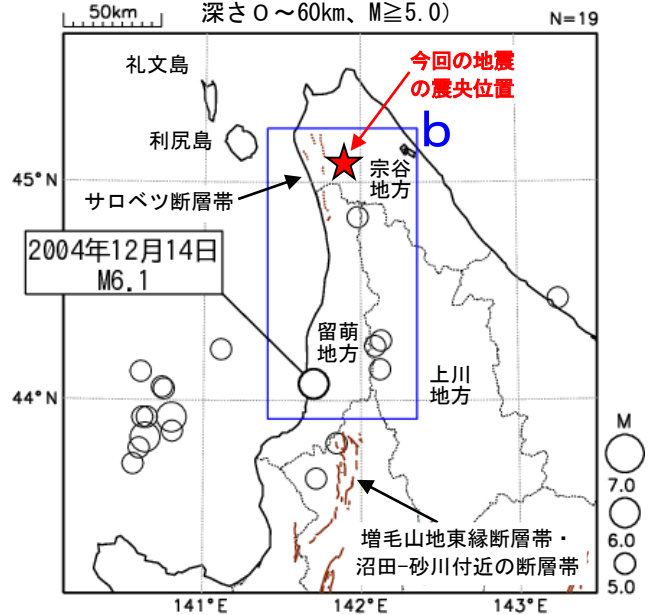 50km
深さ0～60km、M≧5.0)
N=19
礼文島
今回の地震
の震央位置
利尻島
b
宗谷
地方
45°N
サロベツ断層帯
2004年12月14日
M6.1
留萌
地方
上川
地方
44°N
M
7.0
6.0
5.0
増毛山地東縁断層帯・
沼田-砂川付近の断層帯
141°E
142°E
143°E